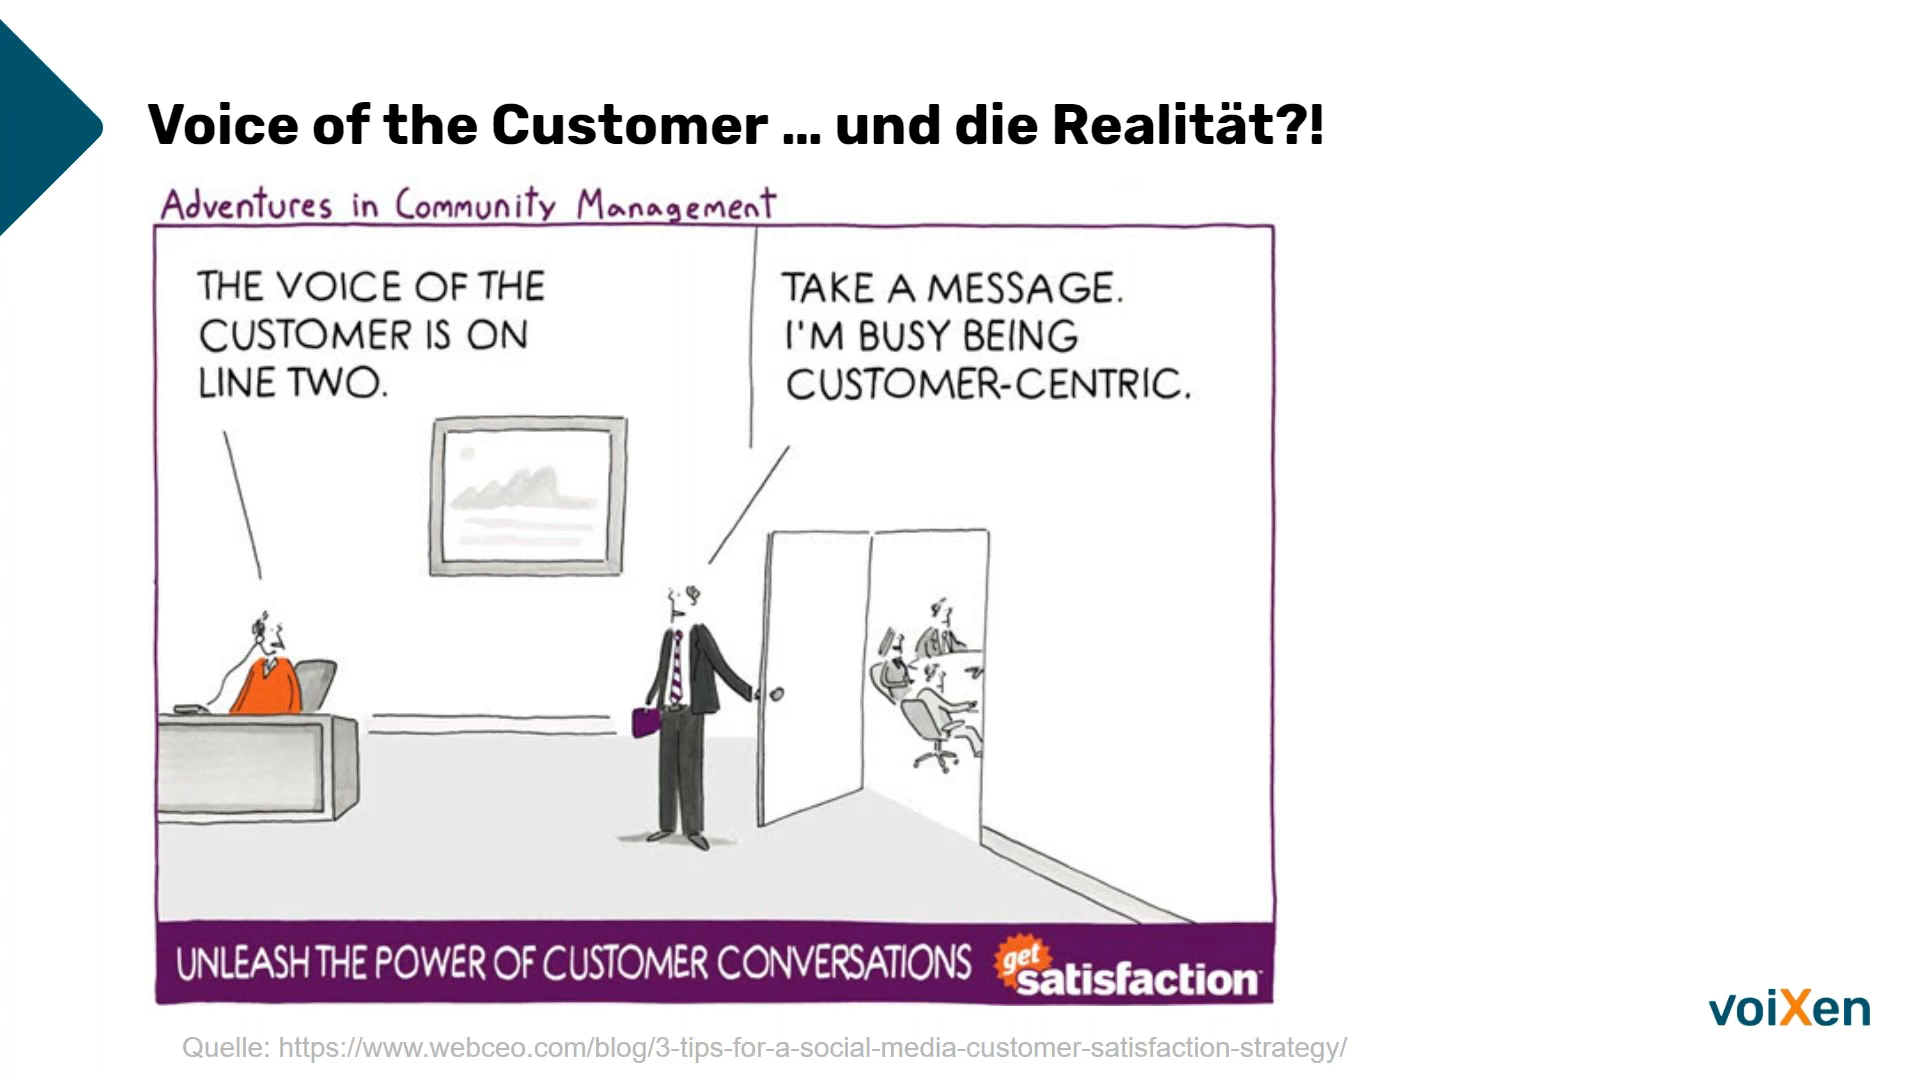 Voice of the Customer ... und die Realität?!
Adventures in Community Management
THE VOICE OF THE
CUSTOMER IS ON
LINE TWO.
TAKE A MESSAGE.
I'M BUSY BEING
CUSTOMER-CENTRIC.
UNLEASH THE POWER OF CUSTOMER CONVERSATIONS
get
satisfaction
voiXen
Quelle: https://www.webceo.com/blog/3-tips-for-a-social-media-customer-satisfaction-strategy/